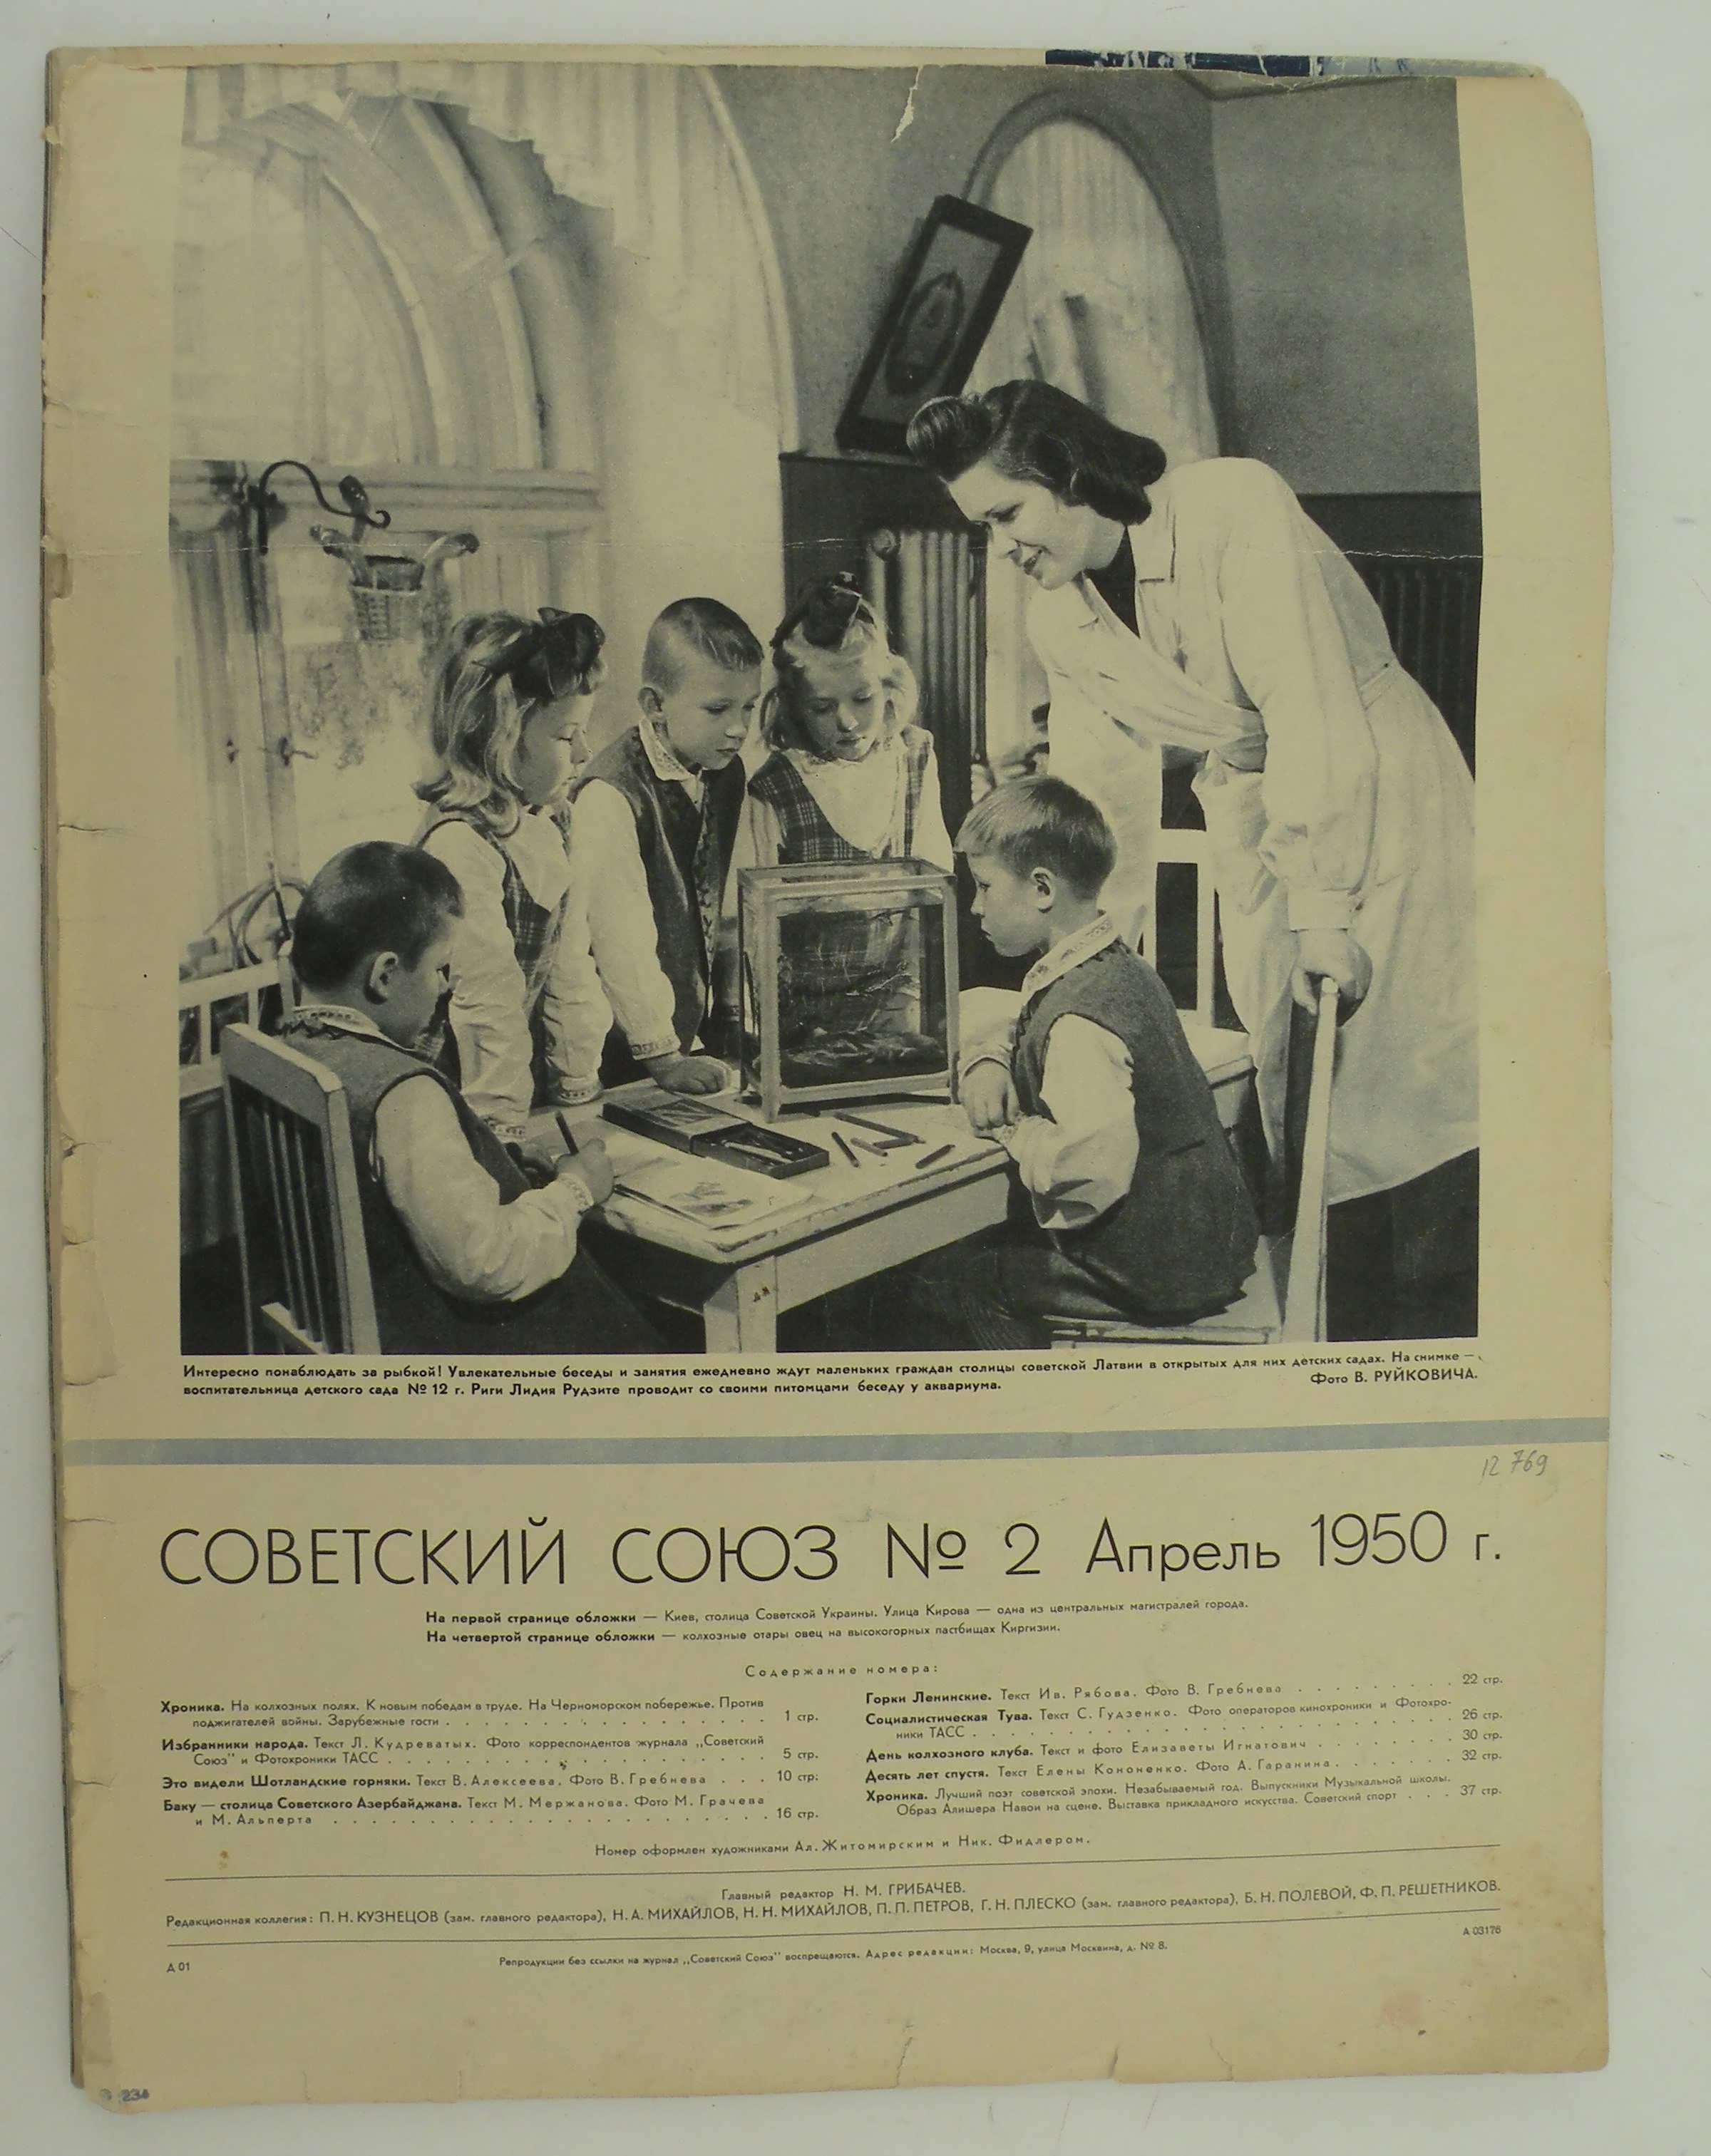 Интересно понаблюдать за рыбкой! Увлекательные беседы и занятия ежедневно ждут маленьких граждан столицы советской Латвии в открытых для них детских садах. На снимке —
воспитательница детского сада № 12 г. Риги Лидия Рудзите проводит со своими питомцами беседу у аквариума.
Фото В. РУЙКОВИЧА.
12 769
СОВЕТСКИЙ СОЮЗ № 2 Апрель 1950 г.
На первой странице обложки — Киев, столица Советской Украины. Улица Кирова — одна из центральных магистралей города.
На четвертой странице обложки — колхозные отары овец на высокогорных пастбищах Киргизии.
Содержание номера:
Хроника. На колхозных полях. К новым победам в труде. На Черноморском побережье. Против
поджигателей войны. Зарубежные гости . . . . . . . . . . . . . . . . 1 стр.
Избранники народа. Текст Л. Кудреватых. Фото корреспондентов журнала „Советский
Союз" и Фотохроники ТАСС . . . . . . . . . . . . . . . . . . . 5 стр.
Это видели Шотландские горняки. Текст В. Алексеева. Фото В. Гребнева . . . 10 стр.
Баку — столица Советского Азербайджана. Текст М. Мержанова. Фото М. Грачева
и М. Альперта . . . . . . . . . . . . . . . . . . . . . . 16 стр.
Горки Ленинские. Текст Ив. Рябова. Фото В. Гребнева . . . . . . . . . 22 стр.
Социалистическая Тува. Текст С. Гудзенко. Фото операторов кинохроники и Фотохро-
ники ТАСС . . . . . . . . . . . . . . . . . . . . . . . . 26 стр.
День колхозного клуба. Текст и фото Елизаветы Игнатович . . . . . . . . 30 стр.
Десять лет спустя. Текст Елены Кононенко. Фото А. Гаранина . . . . . . . 32 стр.
Хроника. Лучший поэт советской эпохи. Незабываемый год. Выпускники Музыкальной школы.
Образ Алишера Навои на сцене. Выставка прикладного искусства. Советский спорт . . . 37 стр.
Номер оформлен художниками Ал. Житомирским и Ник. Фидлером.
Главный редактор Н. М. ГРИБАЧЕВ.
Редакционная коллегия: П. Н. КУЗНЕЦОВ (зам. главного редактора), Н. А. МИХАЙЛОВ, Н. Н. МИХАЙЛОВ, П. П. ПЕТРОВ, Г. Н. ПЛЕСКО (зам. главного редактора), Б. Н. ПОЛЕВОЙ, Ф. П. РЕШЕТНИКОВ.
А 03176
Д 01
Репродукции без ссылки на журнал „Советский Союз" воспрещаются. Адрес редакции: Москва, 9, улица Москвина, д. № 8.
234